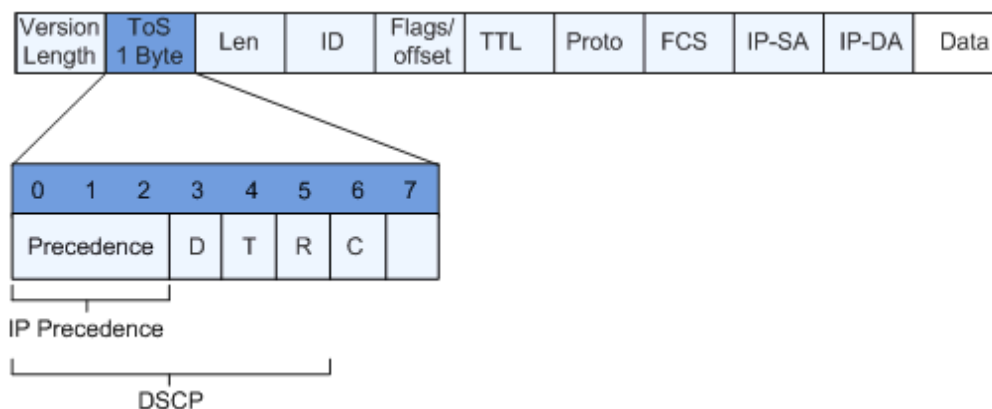 Version Length ToS 1 Byte Len ID Flags/ offset TTL Proto FCS IP-SA IP-DA Data
0 1 2 3 4 5 6 7
Precedence D T R C
IP Precedence
DSCP